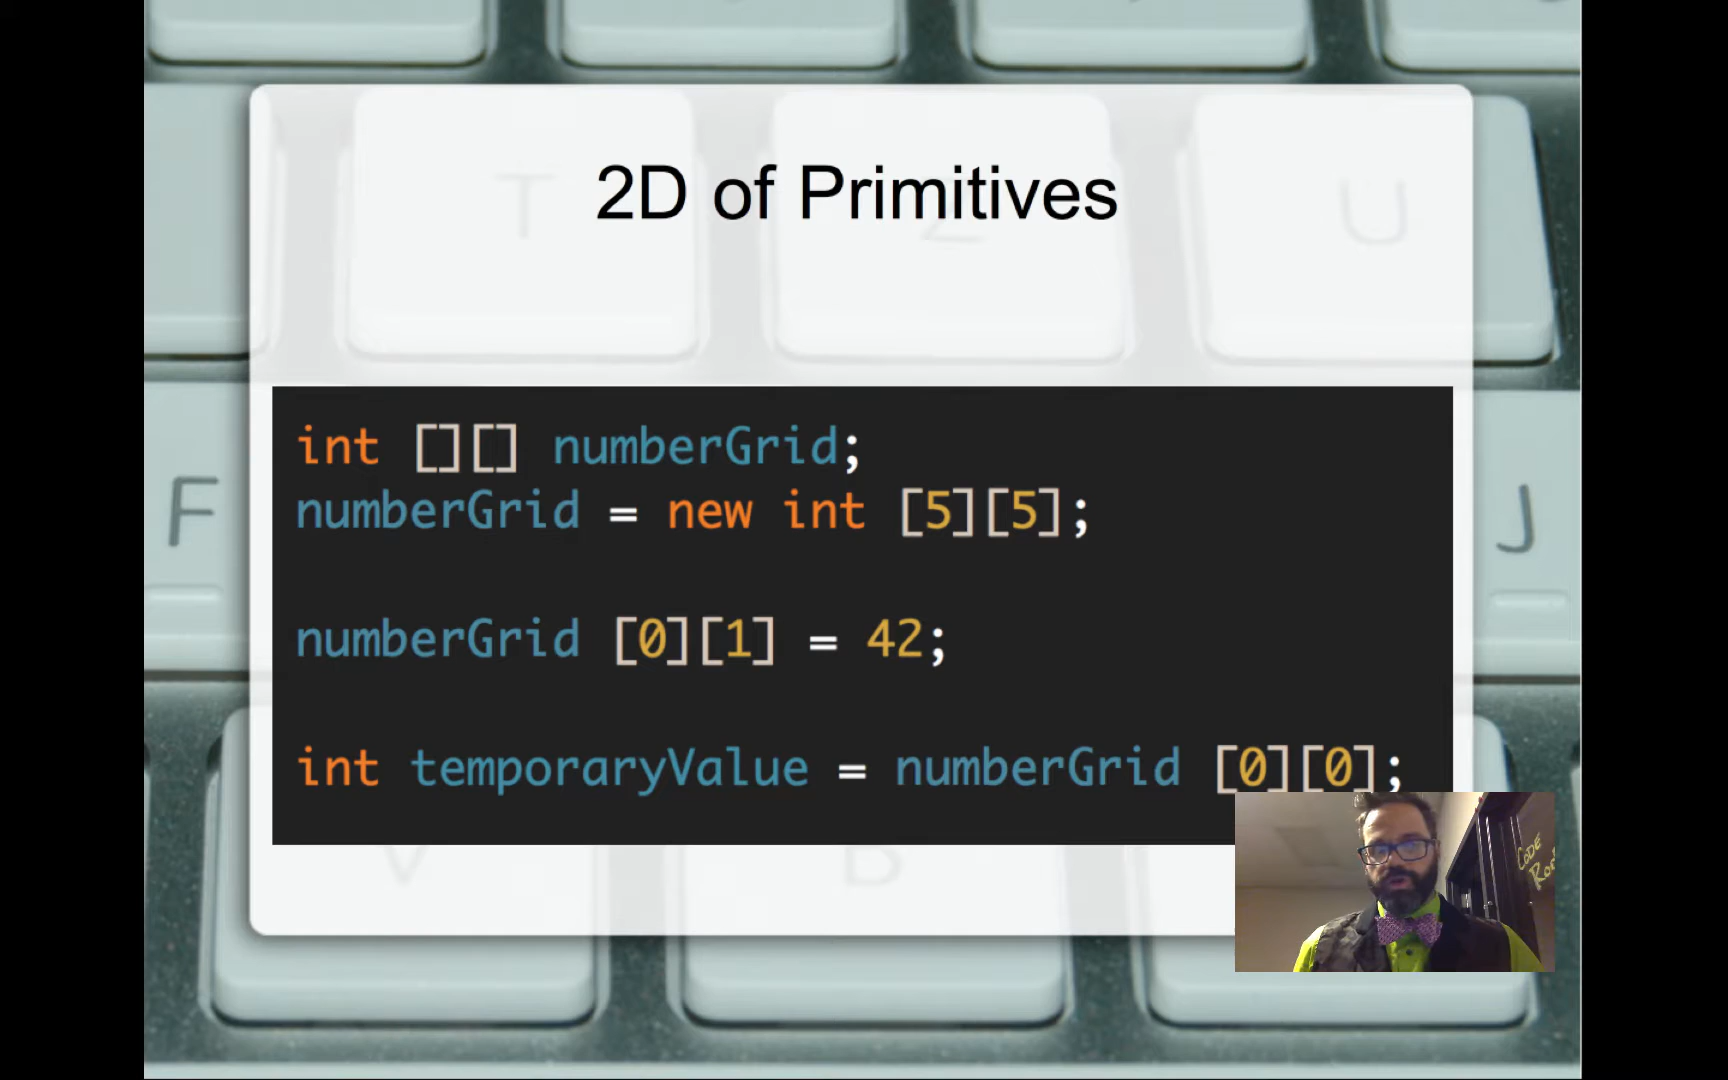 2D of Primitives
int [][] numberGrid;
numberGrid = new int [5][5];
numberGrid [0][1] = 42;
int temporaryValue = numberGrid [0][0];
T
Z
U
F
J
V
B
CODE